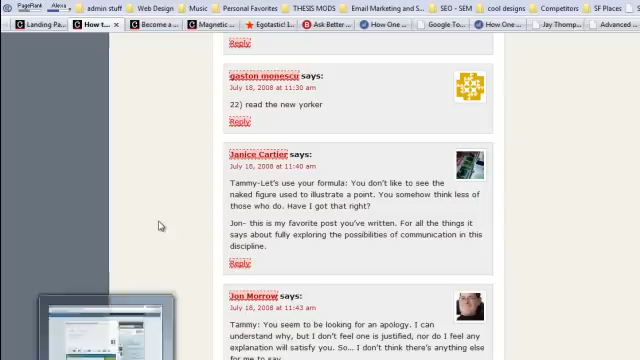 PageRank Alexa admin stuff Web Design Music Personal Favorites THESIS MODS Email Marketing and S... SEO - SEM cool designs Competitors SF Places
Landing Pa... How t... Become a ... Magnetic ... Egotastic! ... Ask Better ... How One ... Google To... How One ... Jay Thomp... American ...
Reply
gaston monescu says:
July 18, 2008 at 11:30 am
22) read the new yorker
Reply
Janice Cartier says:
July 18, 2008 at 11:40 am
Tammy-Let's use your formula: You don't like to see the
naked figure used to illustrate a point. You somehow think less of
those who do. Have I got that right?
Jon- this is my favorite post you've written. For all the things it
says about fully exploring the possibilities of communication in this
discipline.
Reply
Jon Morrow says:
July 18, 2008 at 11:43 am
Tammy: You seem to be looking for an apology. I can
understand why, but I don't feel one is justified, nor do I feel any
explanation will satisfy you. So... I don't think there's anything else
for me to say.